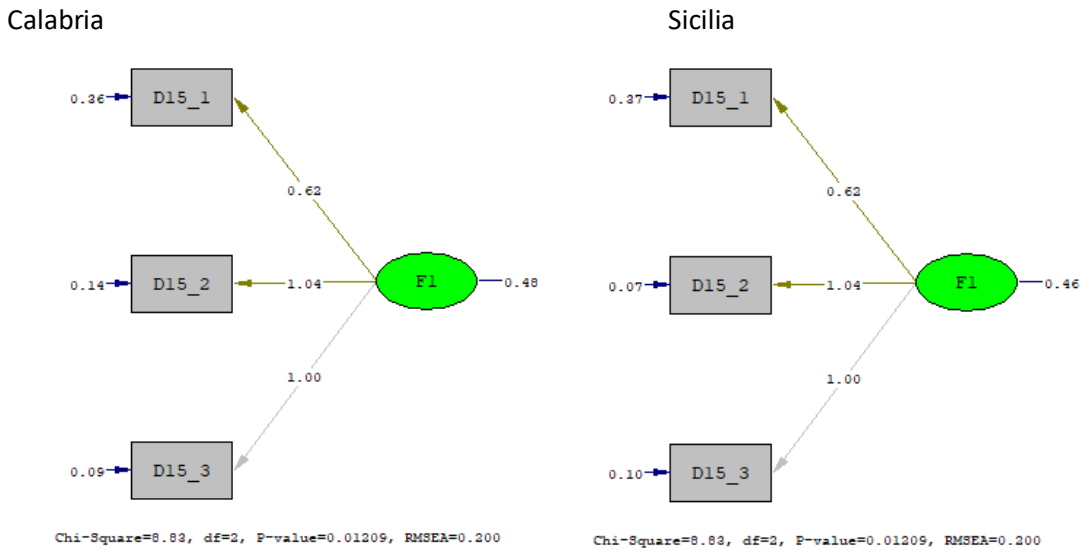 Calabria
0.36
D15_1
0.62
0.14
D15_2
1.04
F1
0.48
1.00
0.09
D15_3
Chi-Square=8.83, df=2, P-value=0.01209, RMSEA=0.200
Sicilia
0.37
D15_1
0.62
0.07
D15_2
1.04
F1
0.46
1.00
0.10
D15_3
Chi-Square=8.83, df=2, P-value=0.01209, RMSEA=0.200